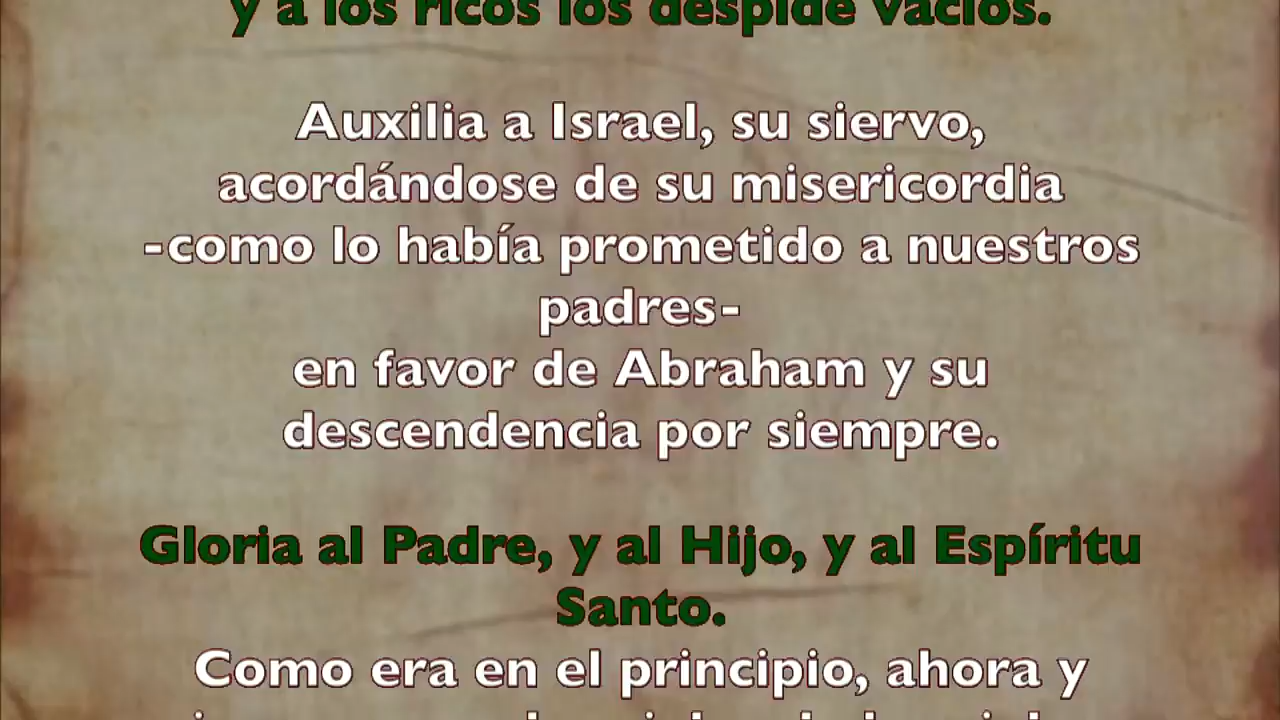 y a los ricos los despide vacíos.
Auxilia a Israel, su siervo,
acordándose de su misericordia
-como lo había prometido a nuestros
padres-
en favor de Abraham y su
descendencia por siempre.
Gloria al Padre, y al Hijo, y al Espíritu
Santo.
Como era en el principio, ahora y